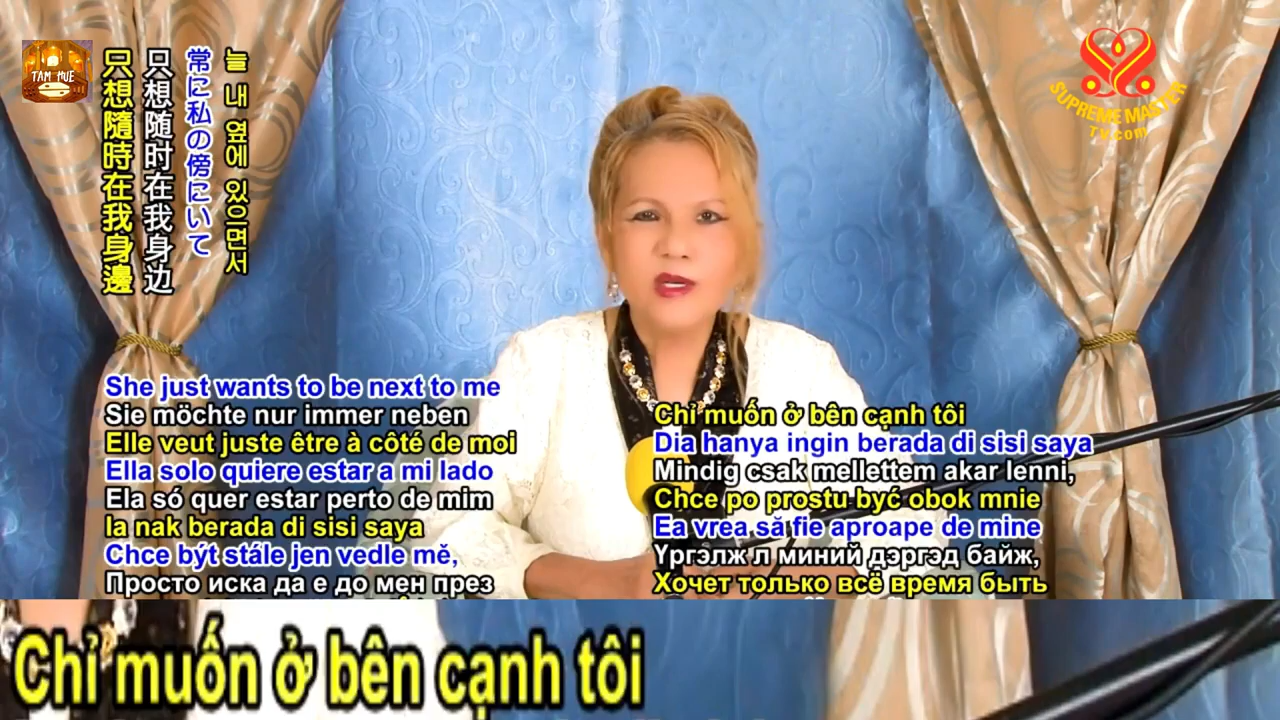 TAM HUE
只想隨時在我身邊
只想随时在我身边
常に私の傍にいて
늘 내 옆에 있으면서
SUPREME MASTER
TV.com
She just wants to be next to me
Sie möchte nur immer neben
Elle veut juste être à côté de moi
Ella solo quiere estar a mi lado
Ela só quer estar perto de mim
Ia nak berada di sisi saya
Chce být stále jen vedle mě,
Просто иска да е до мен през
Chỉ muốn ở bên cạnh tôi
Dia hanya ingin berada di sisi saya
Mindig csak mellettem akar lenni,
Chce po prostu być obok mnie
Ea vrea să fie aproape de mine
Үргэлж л миний дэргэд байж,
Хочет только всё время быть
Chỉ muốn ở bên cạnh tôi